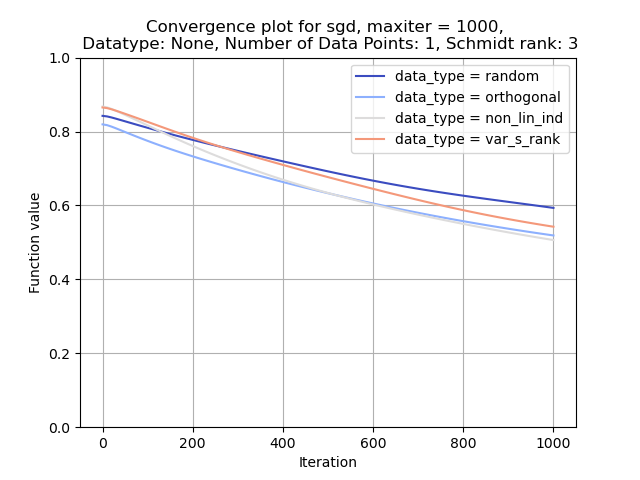 Convergence plot for sgd, maxiter = 1000,
Datatype: None, Number of Data Points: 1, Schmidt rank: 3
data_type = random
data_type = orthogonal
data_type = non_lin_ind
data_type = var_s_rank
Function value
1.0
0.8
0.6
0.4
0.2
0.0
0 200 400 600 800 1000
Iteration